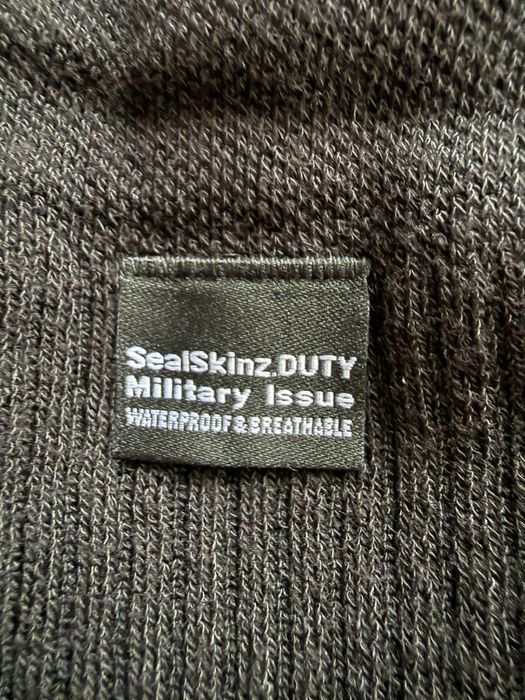 SealSkinz.DUTY
Military Issue
WATERPROOF & BREATHABLE